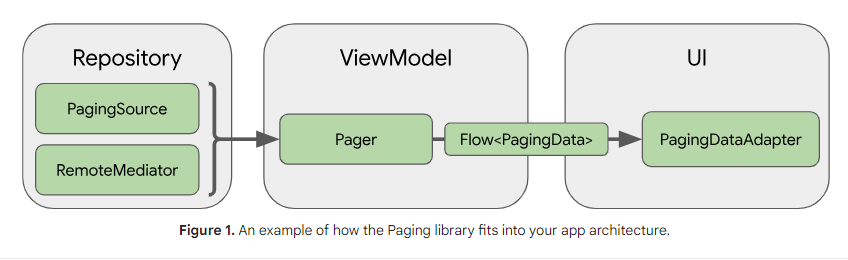 Repository
PagingSource
RemoteMediator
ViewModel
Pager
Flow<PagingData>
UI
PagingDataAdapter
Figure 1. An example of how the Paging library fits into your app architecture.